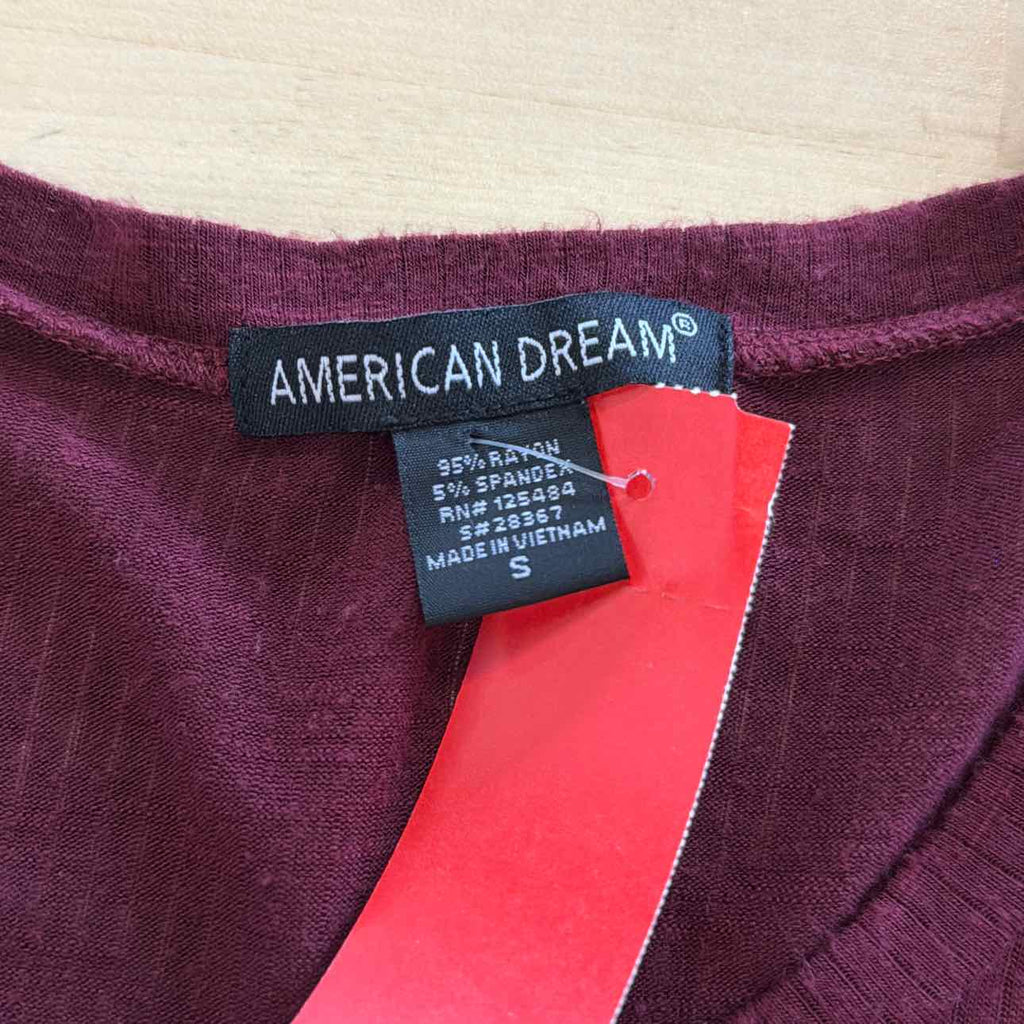 AMERICAN DREAM®
95% RAYON
5% SPANDEX
RN# 125484
S# 28367
MADE IN VIETNAM
S